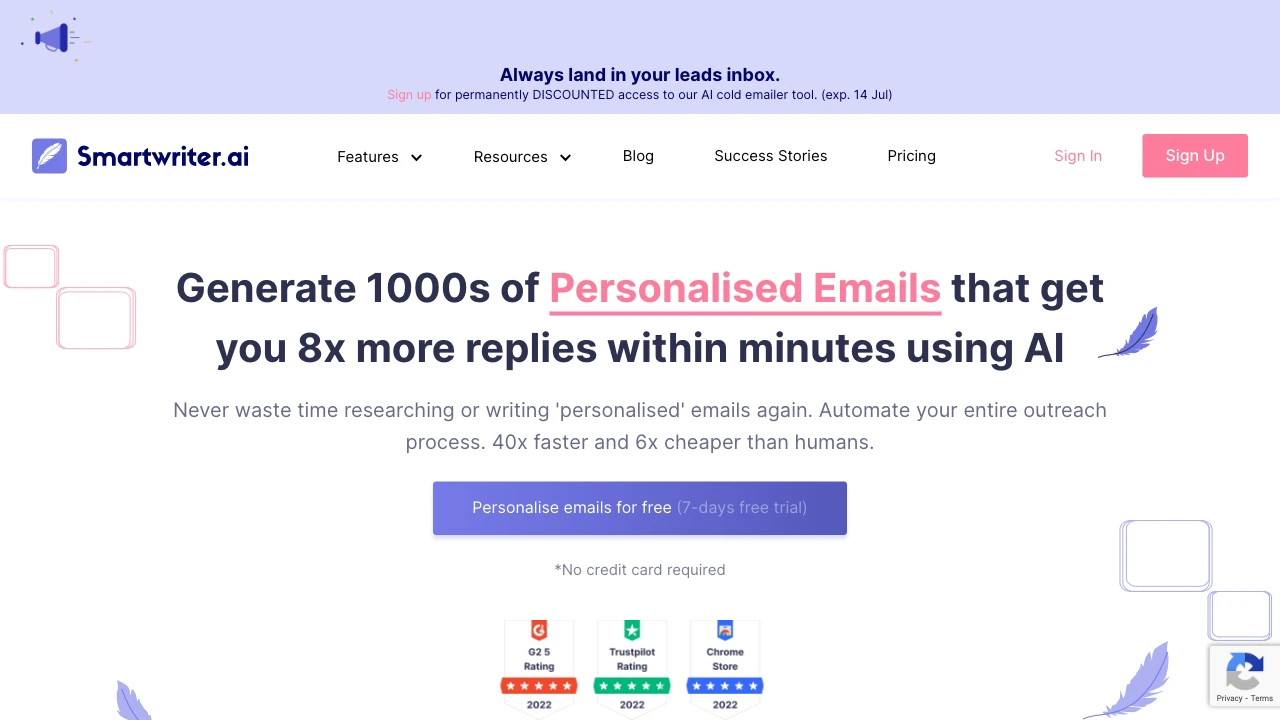 Always land in your leads inbox.
Sign up for permanently DISCOUNTED access to our AI cold emailer tool. (exp. 14 Jul)
Smartwriter.ai
Features
Resources
Blog
Success Stories
Pricing
Sign In
Sign Up
Generate 1000s of Personalised Emails that get
you 8x more replies within minutes using AI
Never waste time researching or writing 'personalised' emails again. Automate your entire outreach
process. 40x faster and 6x cheaper than humans.
Personalise emails for free (7-days free trial)
*No credit card required
G2 5
Rating
2022
Trustpilot
Rating
2022
Chrome
Store
2022
Privacy - Terms